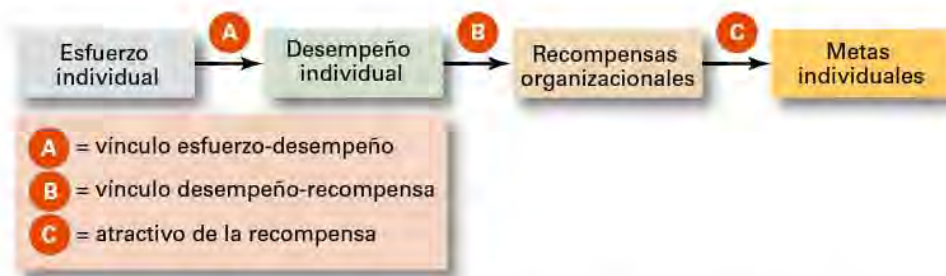 A
B
C
Esfuerzo
individual
Desempeño
individual
Recompensas
organizacionales
Metas
individuales
A = vínculo esfuerzo-desempeño
B = vínculo desempeño-recompensa
C = atractivo de la recompensa